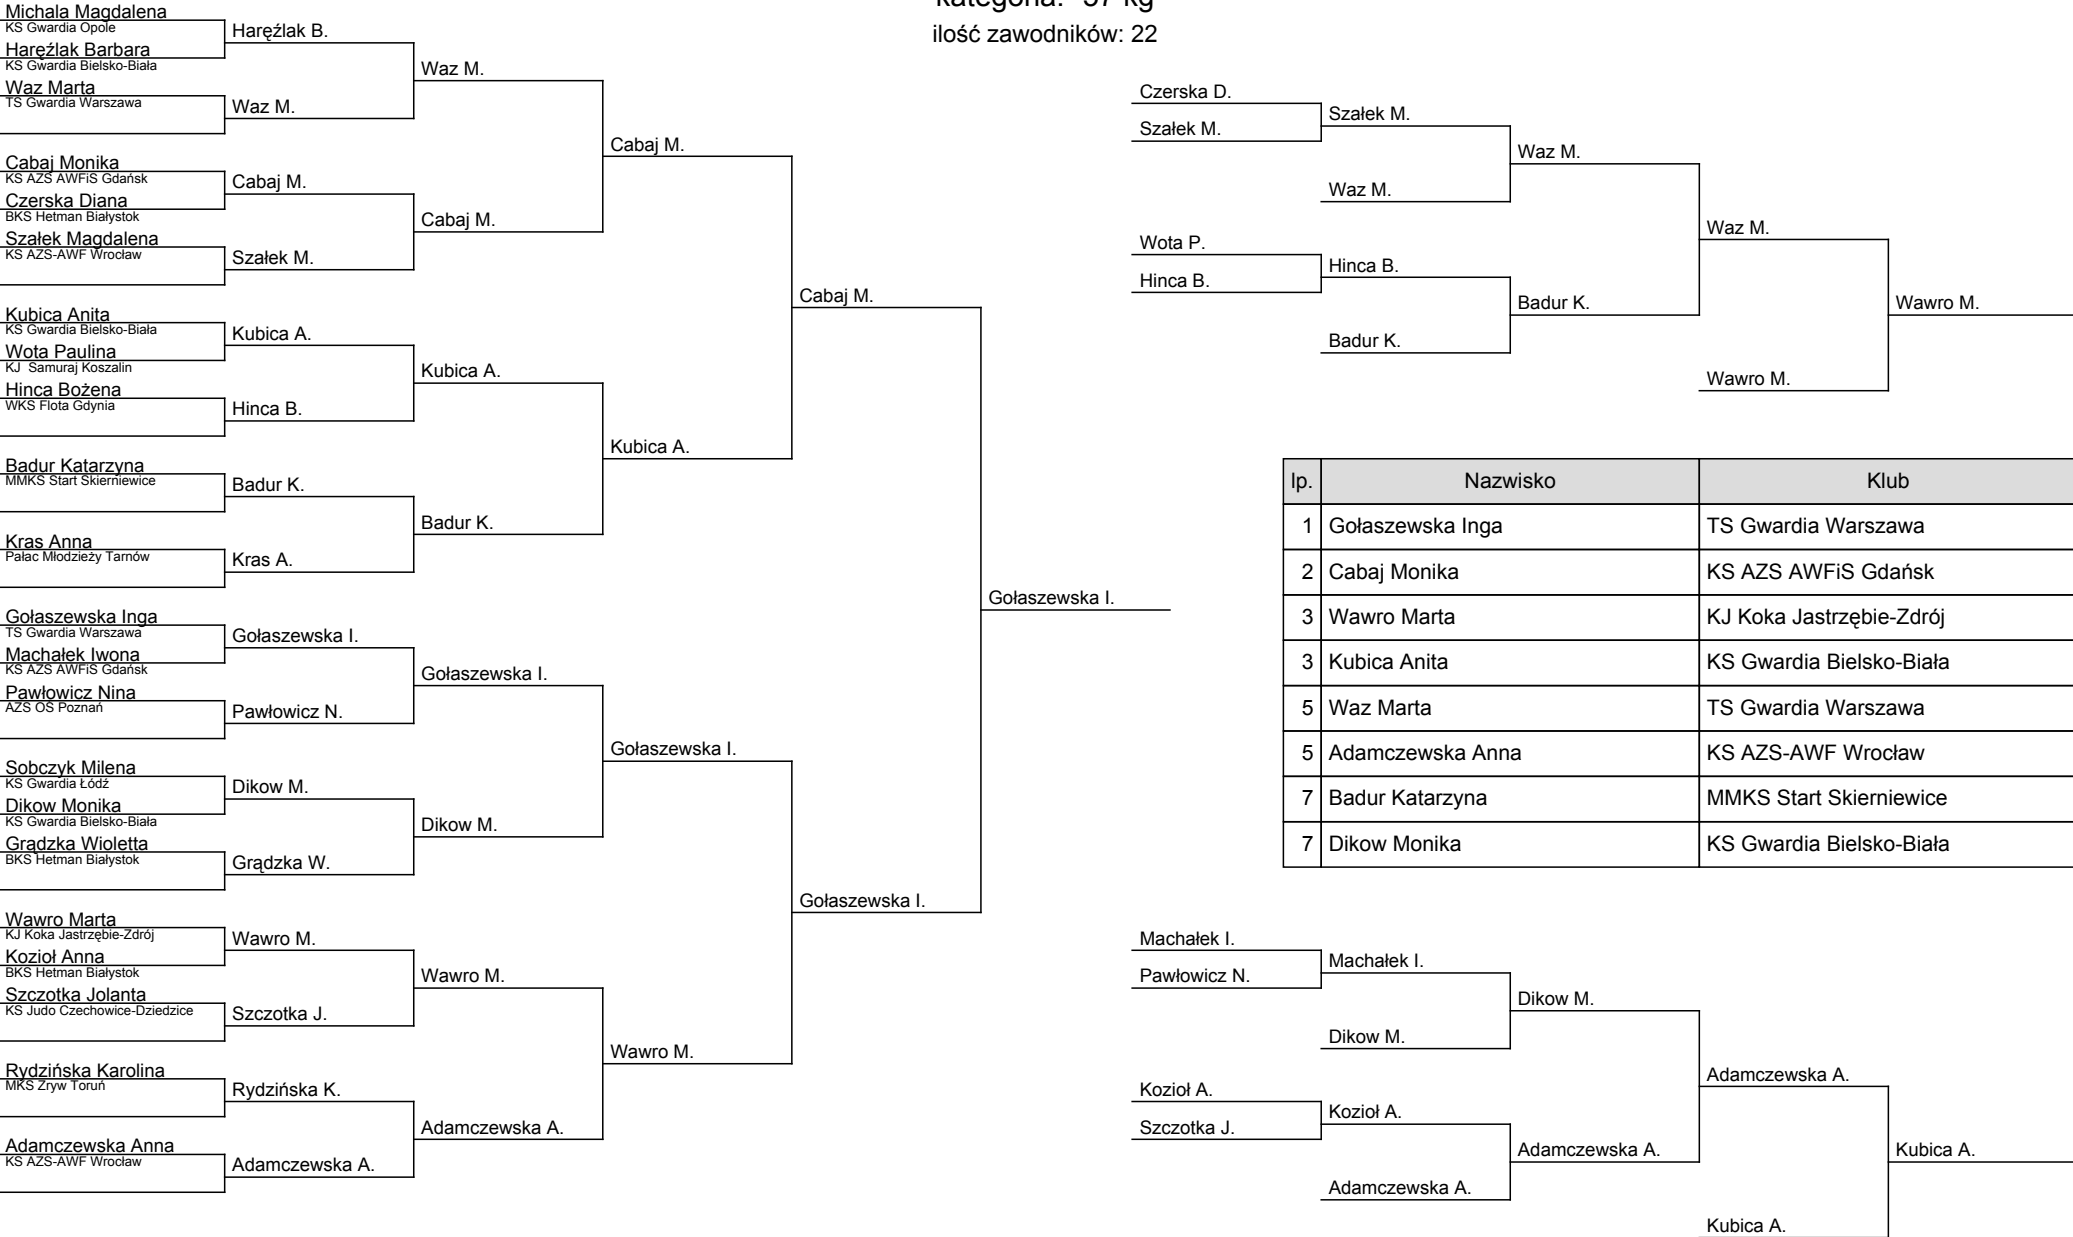 kategoria: -57 kg
ilość zawodników: 22
Michala Magdalena
KS Gwardia Opole
Haręźlak Barbara
KS Gwardia Bielsko-Biała
Waz Marta
TS Gwardia Warszawa
Cabaj Monika
KS AZS AWFiS Gdańsk
Czerska Diana
BKS Hetman Białystok
Szałek Magdalena
KS AZS-AWF Wrocław
Kubica Anita
KS Gwardia Bielsko-Biała
Wota Paulina
KJ Samuraj Koszalin
Hinca Bożena
WKS Flota Gdynia
Badur Katarzyna
MMKS Start Skierniewice
Kras Anna
Pałac Młodzieży Tarnów
Gołaszewska Inga
TS Gwardia Warszawa
Machałek Iwona
KS AZS AWFiS Gdańsk
Pawłowicz Nina
AZS OŚ Poznań
Sobczyk Milena
KS Gwardia Łódź
Dikow Monika
KS Gwardia Bielsko-Biała
Grądzka Wioletta
BKS Hetman Białystok
Wawro Marta
KJ Koka Jastrzębie-Zdrój
Kozioł Anna
BKS Hetman Białystok
Szczotka Jolanta
KS Judo Czechowice-Dziedzice
Rydzińska Karolina
MKS Zryw Toruń
Adamczewska Anna
KS AZS-AWF Wrocław
Haręźlak B.
Waz M.
Cabaj M.
Szałek M.
Kubica A.
Hinca B.
Badur K.
Kras A.
Gołaszewska I.
Pawłowicz N.
Dikow M.
Grądzka W.
Wawro M.
Szczotka J.
Rydzińska K.
Adamczewska A.
Waz M.
Cabaj M.
Kubica A.
Badur K.
Gołaszewska I.
Dikow M.
Wawro M.
Adamczewska A.
Cabaj M.
Kubica A.
Gołaszewska I.
Wawro M.
Cabaj M.
Gołaszewska I.
Gołaszewska I.
Czerska D.
Szałek M.
Wota P.
Hinca B.
Szałek M.
Waz M.
Hinca B.
Badur K.
Waz M.
Badur K.
Waz M.
Wawro M.
Wawro M.
lp. Nazwisko Klub
1 Gołaszewska Inga TS Gwardia Warszawa
2 Cabaj Monika KS AZS AWFiS Gdańsk
3 Wawro Marta KJ Koka Jastrzębie-Zdrój
3 Kubica Anita KS Gwardia Bielsko-Biała
5 Waz Marta TS Gwardia Warszawa
5 Adamczewska Anna KS AZS-AWF Wrocław
7 Badur Katarzyna MMKS Start Skierniewice
7 Dikow Monika KS Gwardia Bielsko-Biała
Machałek I.
Pawłowicz N.
Kozioł A.
Szczotka J.
Machałek I.
Dikow M.
Kozioł A.
Adamczewska A.
Dikow M.
Adamczewska A.
Adamczewska A.
Kubica A.
Kubica A.